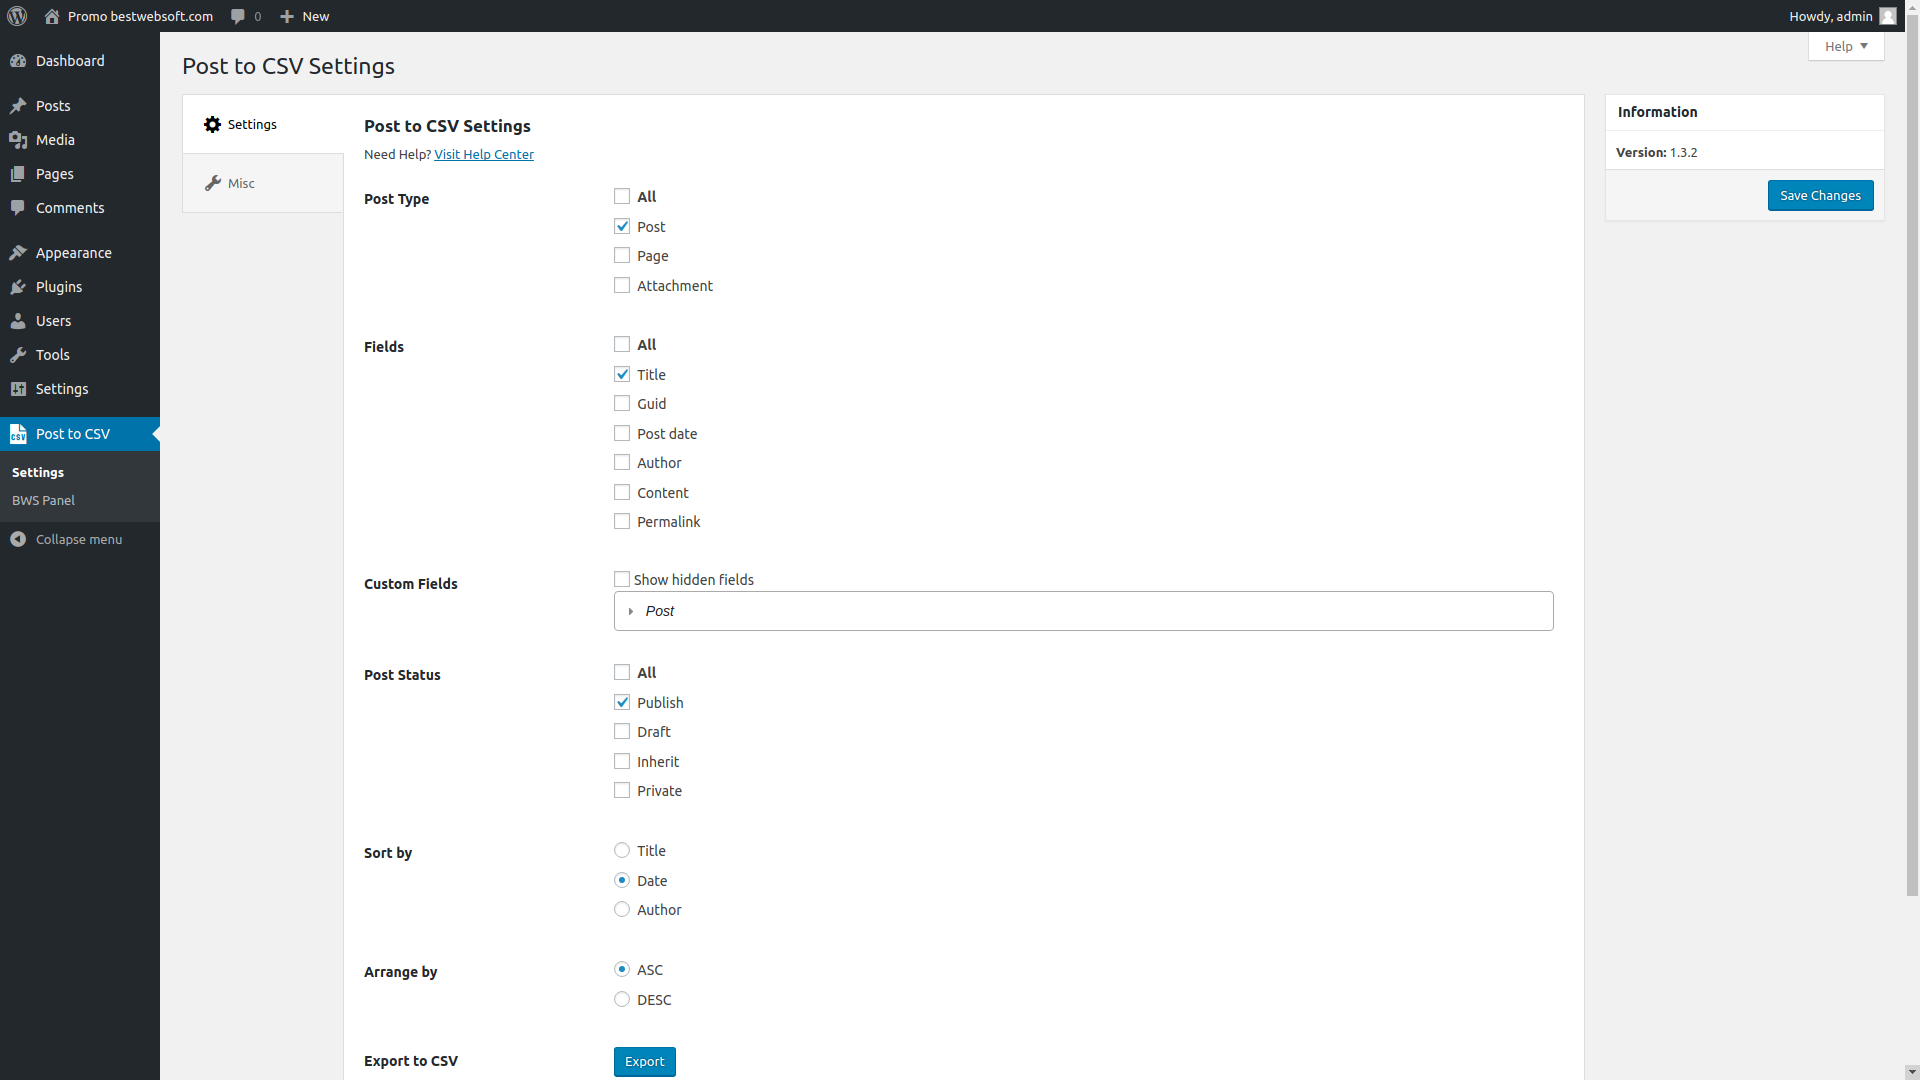 Promo bestwebsoft.com
0
New
Howdy, admin
Help
Dashboard
Posts
Media
Pages
Comments
Appearance
Plugins
Users
Tools
Settings
CSV
Post to CSV
Settings
BWS Panel
Collapse menu
Post to CSV Settings
Settings
Misc
Post to CSV Settings
Need Help? Visit Help Center
Post Type
All
Post
Page
Attachment
Fields
All
Title
Guid
Post date
Author
Content
Permalink
Custom Fields
Show hidden fields
Post
Post Status
All
Publish
Draft
Inherit
Private
Sort by
Title
Date
Author
Arrange by
ASC
DESC
Export to CSV
Export
Information
Version: 1.3.2
Save Changes